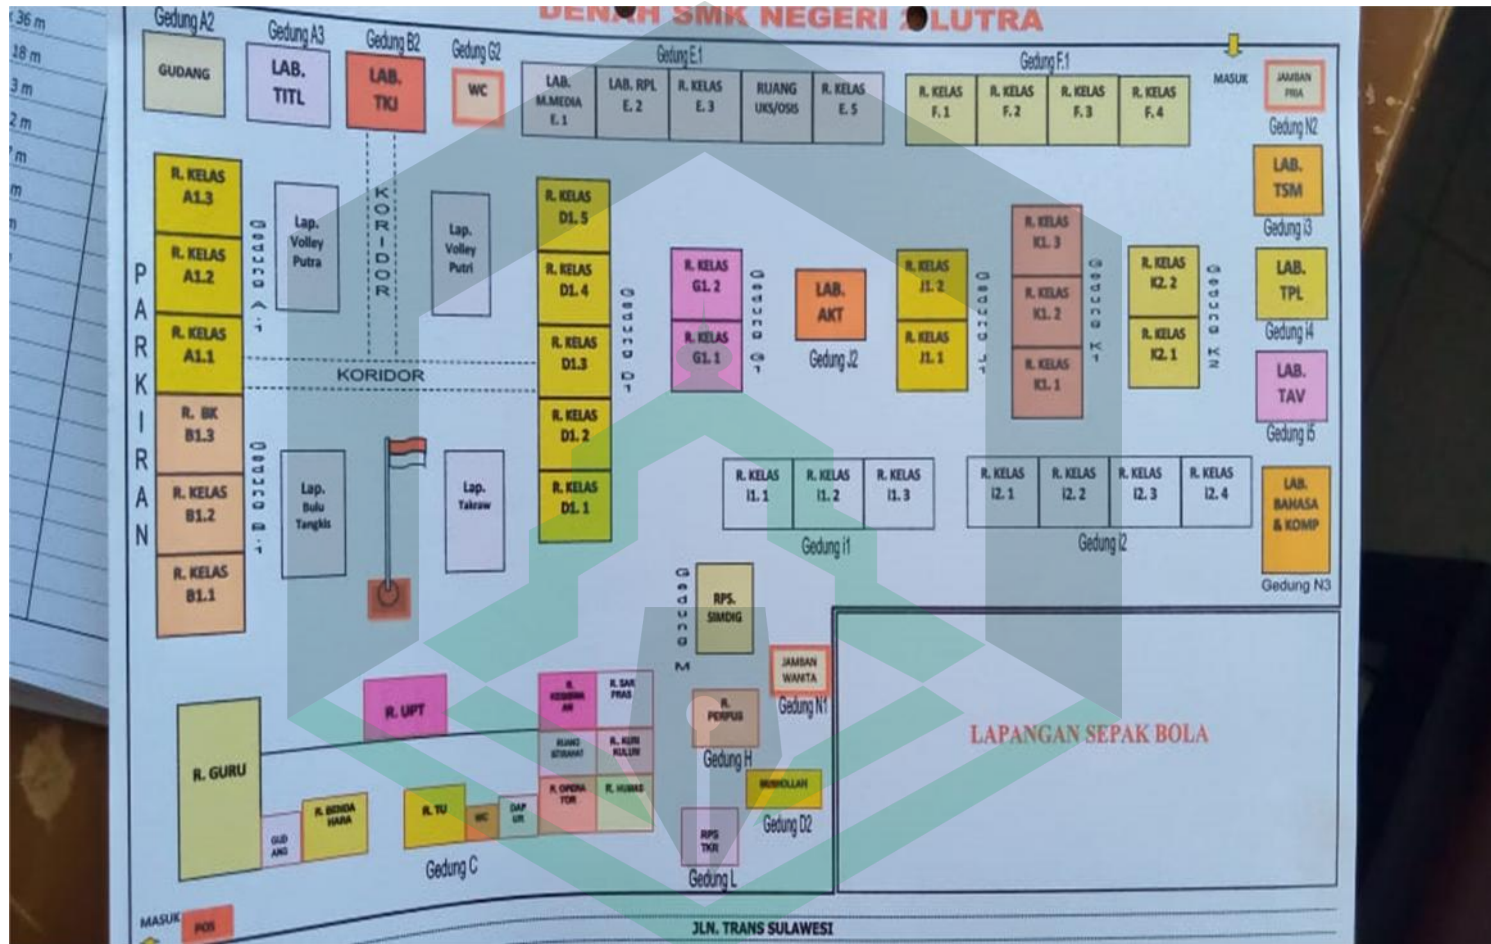 36 m
18 m
3 m
2 m
m
m
DENAH SMK NEGERI 2 LUTRA
Gedung A2
GUDANG
Gedung A3
LAB.
TITL
Gedung B2
LAB.
TKJ
Gedung G2
WC
Gedung E.1
LAB.
M.MEDIA
E.1
LAB. RPL
E. 2
R. KELAS
E. 3
RUANG
UKS/OSIS
R. KELAS
E. 5
Gedung F.1
R. KELAS
F. 1
R. KELAS
F. 2
R. KELAS
F. 3
R. KELAS
F. 4
MASUK
JAMBAN
PRIA
Gedung N2
LAB.
TSM
Gedung i3
LAB.
TPL
Gedung i4
LAB.
TAV
Gedung i5
LAB.
BAHASA
& KOMP
Gedung N3
PARKIRAN
R. KELAS
A1.3
R. KELAS
A1.2
R. KELAS
A1.1
Gedung A.1
R. BK
B1.3
R. KELAS
B1.2
R. KELAS
B1.1
Gedung B.1
Lap.
Volley
Putra
KORIDOR
Lap.
Volley
Putri
KORIDOR
Lap.
Bulu
Tangkis
Lap.
Takraw
R. KELAS
D1. 5
R. KELAS
D1. 4
R. KELAS
D1.3
R. KELAS
D1. 2
R. KELAS
D1. 1
Gedung D1
R. KELAS
G1. 2
R. KELAS
G1. 1
Gedung G1
LAB.
AKT
Gedung J2
R. KELAS
J1. 2
R. KELAS
J1. 1
Gedung J1
R. KELAS
K1. 3
R. KELAS
K1. 2
R. KELAS
K1. 1
Gedung K1
R. KELAS
K2. 2
R. KELAS
K2. 1
Gedung K2
R. KELAS
i1. 1
R. KELAS
i1. 2
R. KELAS
i1. 3
Gedung i1
R. KELAS
i2. 1
R. KELAS
i2. 2
R. KELAS
i2. 3
R. KELAS
i2. 4
Gedung i2
Gedung M
RPS.
SIMDIG
JAMBAN
WANITA
Gedung N1
R.
PERPUS
Gedung H
MUSHOLLAH
Gedung D2
RPS
TKR
Gedung L
LAPANGAN SEPAK BOLA
R. GURU
GUD
ANG
R. BENDA
HARA
R. UPT
R. TU
WC
DAP
UR
R.
KESISWA
AN
R. SAR
PRAS
RUANG
ISTIRAHAT
R. KURI
KULUM
R. OPERA
TOR
R. HUMAS
Gedung C
MASUK
POS
JLN. TRANS SULAWESI